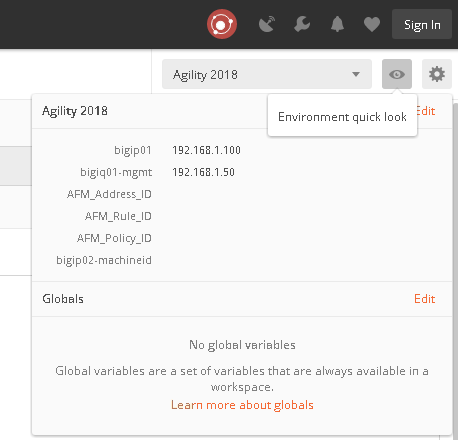 Sign In
Agility 2018
Environment quick look
Agility 2018 Edit
bigip01 192.168.1.100
bigiq01-mgmt 192.168.1.50
AFM_Address_ID
AFM_Rule_ID
AFM_Policy_ID
bigip02-machineid
Globals Edit
No global variables
Global variables are a set of variables that are always available in a
workspace.
Learn more about globals